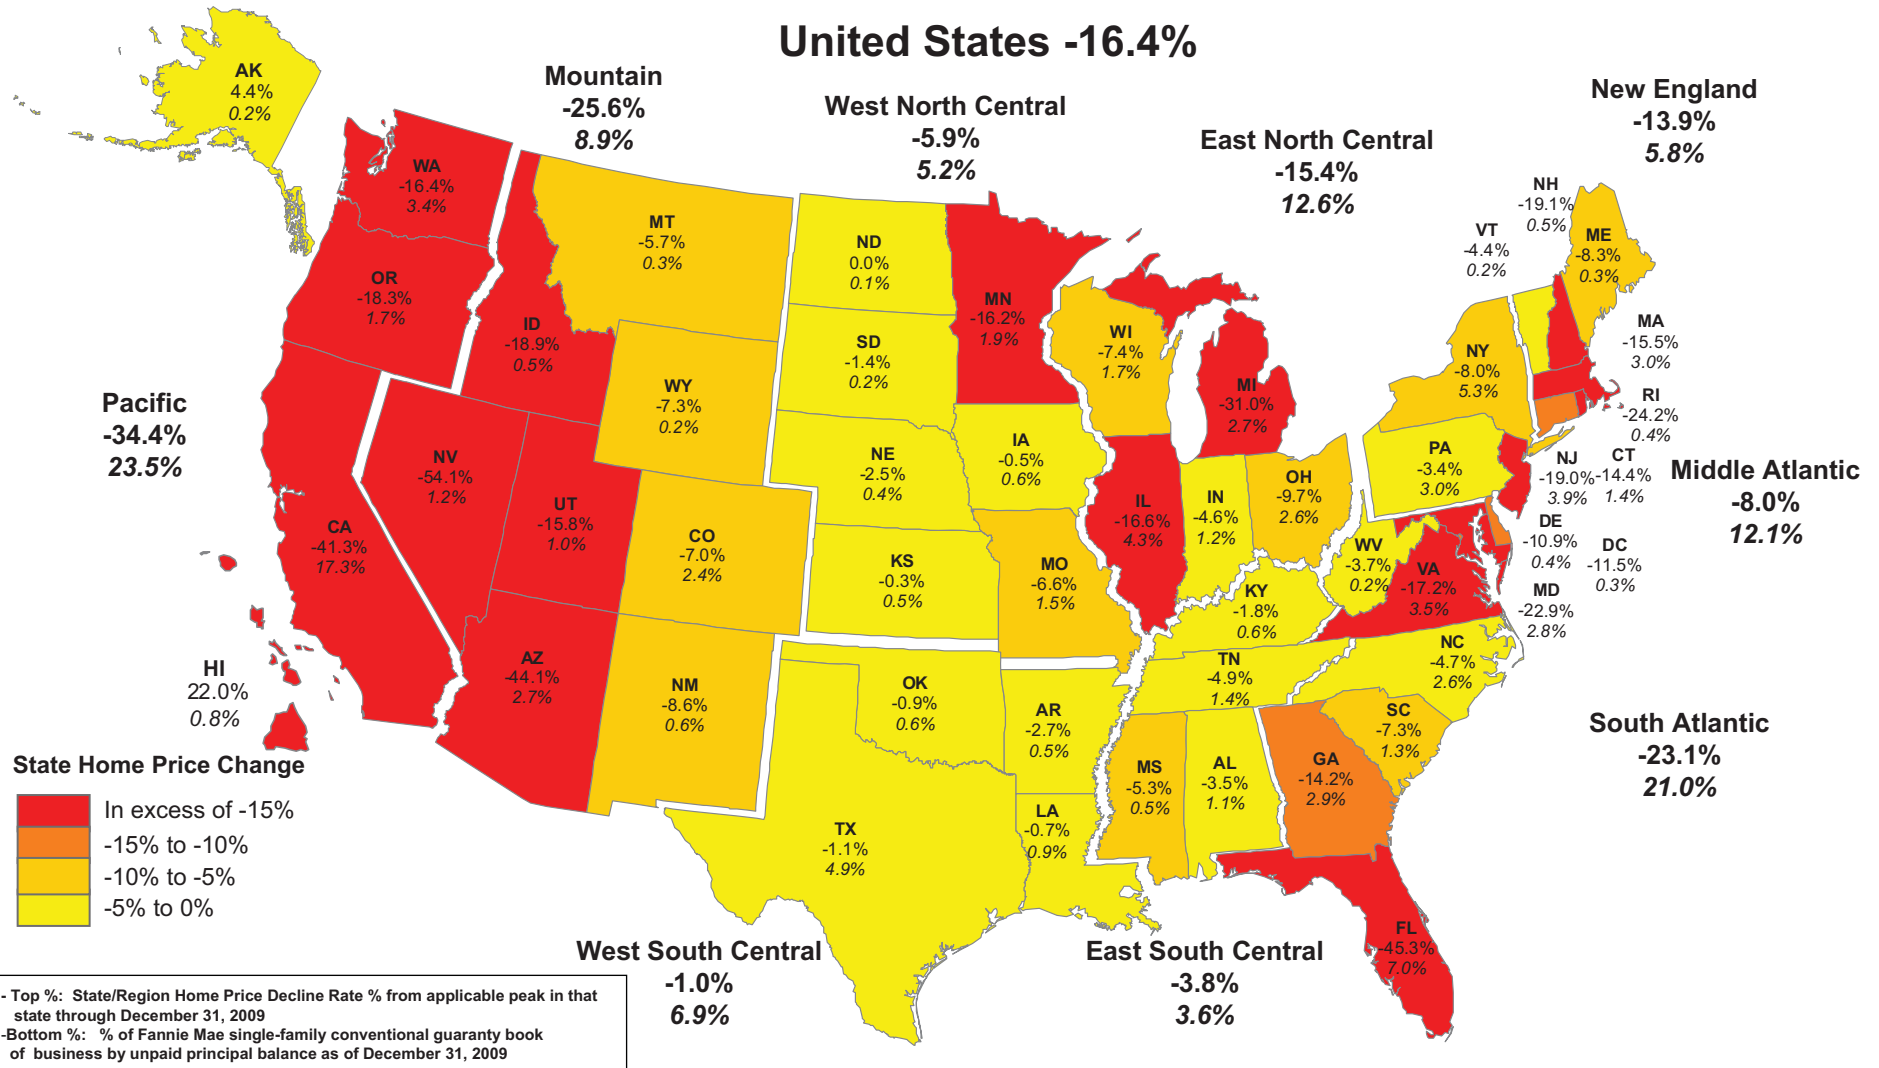 United States -16.4%
AK
4.4%
0.2%
Mountain
-25.6%
8.9%
West North Central
-5.9%
5.2%
East North Central
-15.4%
12.6%
New England
-13.9%
5.8%
WA
-16.4%
3.4%
OR
-18.3%
1.7%
ID
-18.9%
0.5%
MT
-5.7%
0.3%
WY
-7.3%
0.2%
ND
0.0%
0.1%
SD
-1.4%
0.2%
NE
-2.5%
0.4%
KS
-0.3%
0.5%
MN
-16.2%
1.9%
IA
-0.5%
0.6%
MO
-6.6%
1.5%
WI
-7.4%
1.7%
MI
-31.0%
2.7%
IL
-16.6%
4.3%
IN
-4.6%
1.2%
OH
-9.7%
2.6%
NH
-19.1%
0.5%
VT
-4.4%
0.2%
ME
-8.3%
0.3%
MA
-15.5%
3.0%
RI
-24.2%
0.4%
CT
-14.4%
1.4%
NY
-8.0%
5.3%
PA
-3.4%
3.0%
NJ
-19.0%
3.9%
Middle Atlantic
-8.0%
12.1%
DE
-10.9%
0.4%
DC
-11.5%
0.3%
MD
-22.9%
2.8%
WV
-3.7%
0.2%
VA
-17.2%
3.5%
KY
-1.8%
0.6%
TN
-4.9%
1.4%
NC
-4.7%
2.6%
SC
-7.3%
1.3%
GA
-14.2%
2.9%
AL
-3.5%
1.1%
MS
-5.3%
0.5%
FL
-45.3%
7.0%
South Atlantic
-23.1%
21.0%
Pacific
-34.4%
23.5%
NV
-54.1%
1.2%
UT
-15.8%
1.0%
CO
-7.0%
2.4%
CA
-41.3%
17.3%
AZ
-44.1%
2.7%
NM
-8.6%
0.6%
OK
-0.9%
0.6%
AR
-2.7%
0.5%
LA
-0.7%
0.9%
TX
-1.1%
4.9%
HI
22.0%
0.8%
West South Central
-1.0%
6.9%
East South Central
-3.8%
3.6%
State Home Price Change
In excess of -15%
-15% to -10%
-10% to -5%
-5% to 0%
- Top %: State/Region Home Price Decline Rate % from applicable peak in that
state through December 31, 2009
-Bottom %: % of Fannie Mae single-family conventional guaranty book
of business by unpaid principal balance as of December 31, 2009